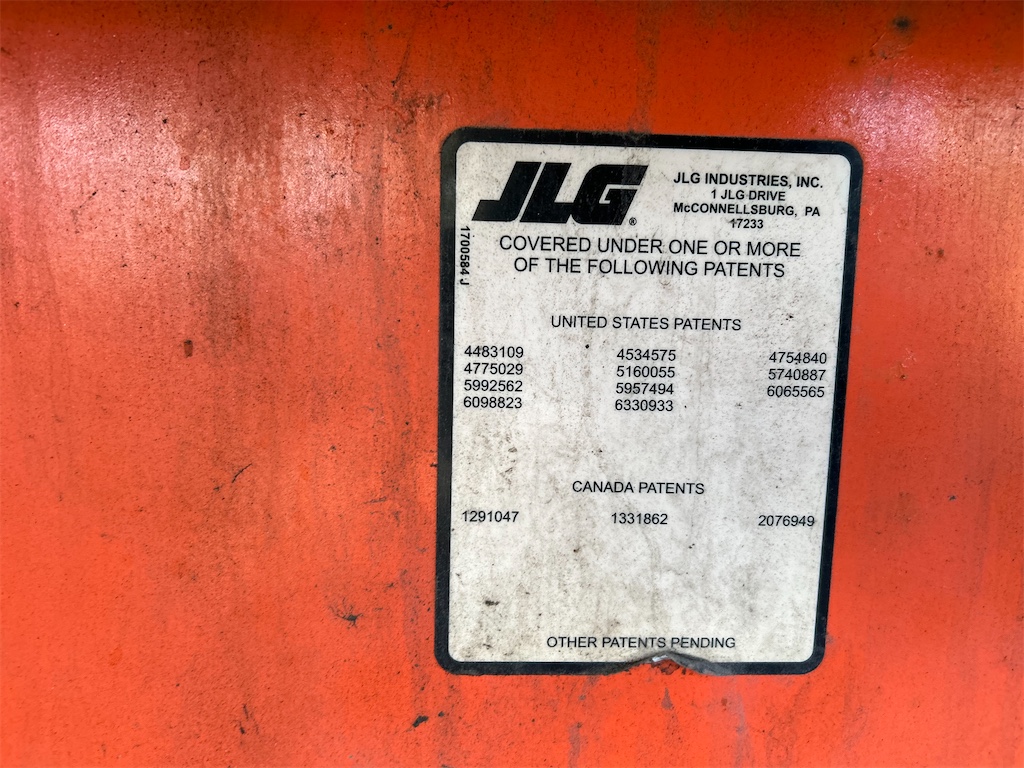 JLG®
JLG INDUSTRIES, INC.
1 JLG DRIVE
McCONNELLSBURG, PA
17233
1700584 J
COVERED UNDER ONE OR MORE
OF THE FOLLOWING PATENTS
UNITED STATES PATENTS
4483109 4534575 4754840
4775029 5160055 5740887
5992562 5957494 6065565
6098823 6330933
CANADA PATENTS
1291047 1331862 2076949
OTHER PATENTS PENDING